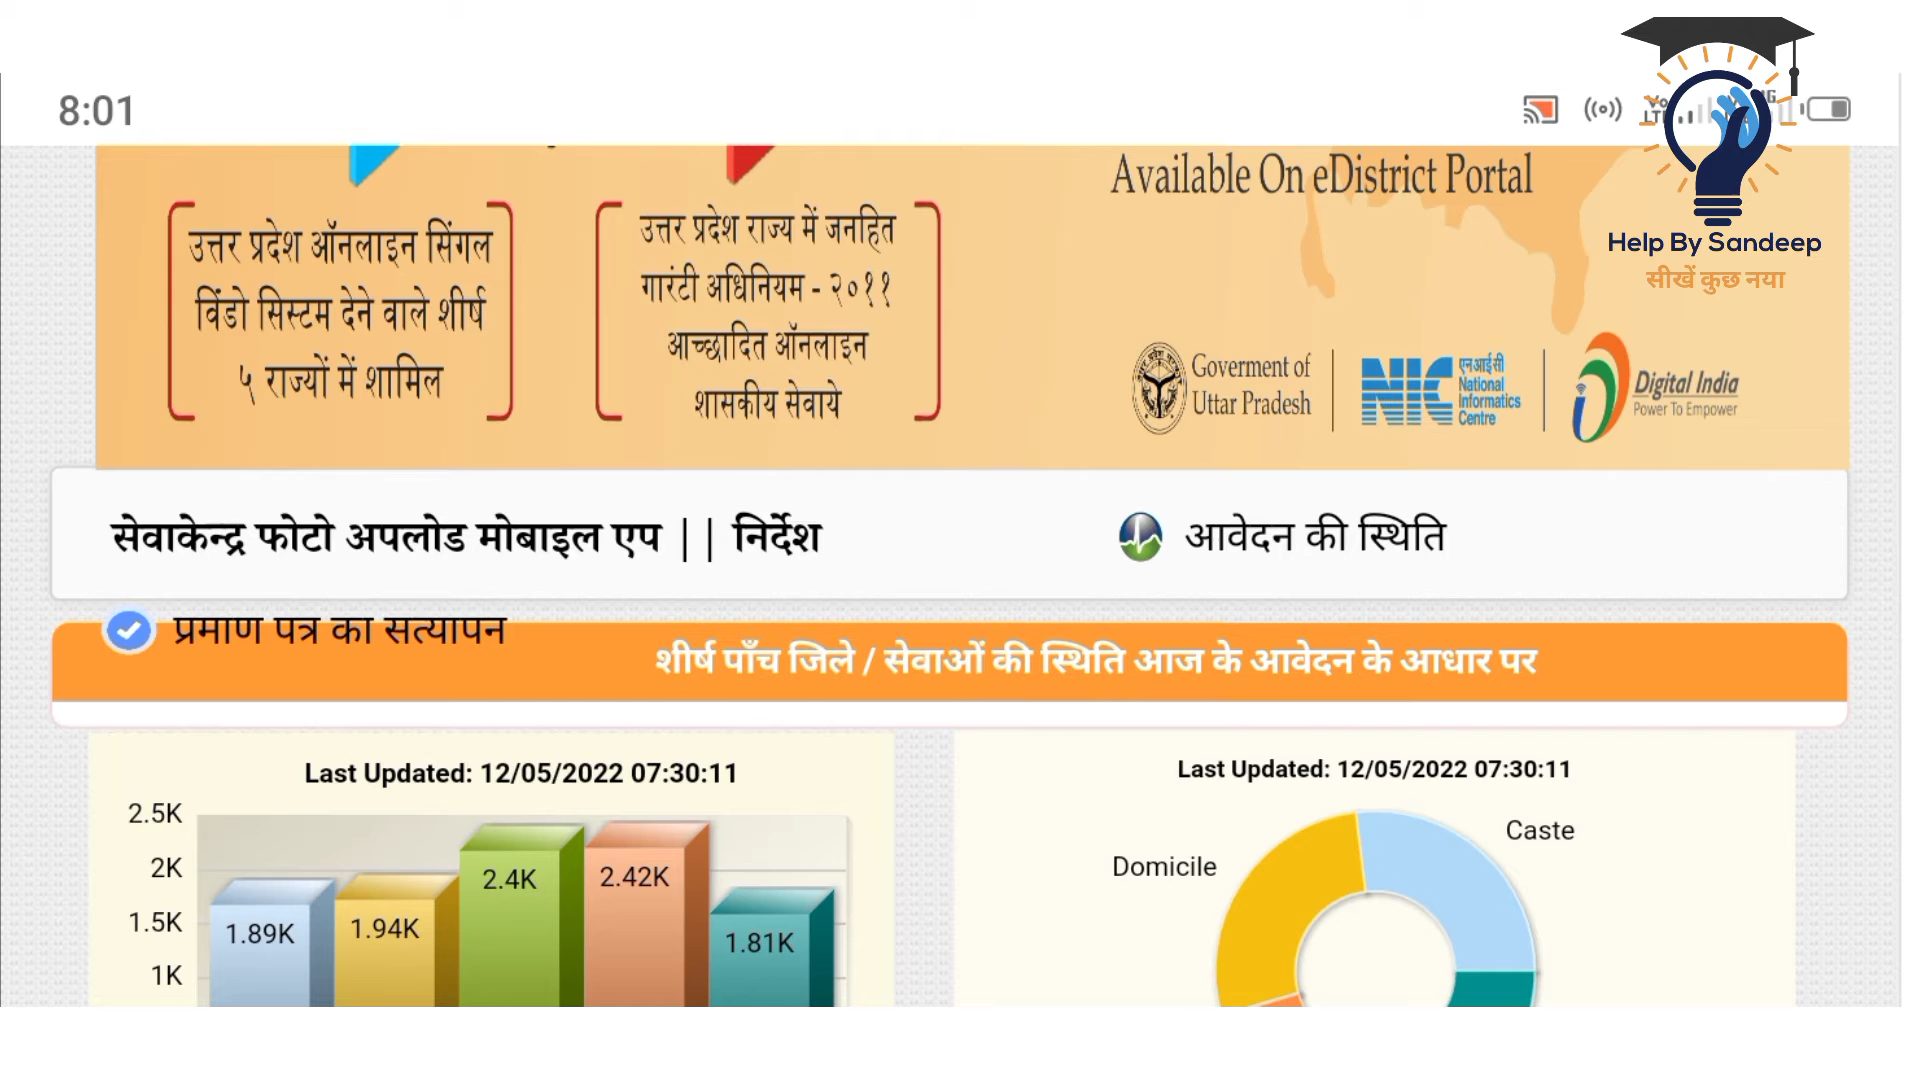 8:01
Available On eDistrict Portal
उत्तर प्रदेश ऑनलाइन सिंगल
विंडो सिस्टम देने वाले शीर्ष
५ राज्यों में शामिल
उत्तर प्रदेश राज्य में जनहित
गारंटी अधिनियम - २०११
आच्छादित ऑनलाइन
शासकीय सेवाये
Help By Sandeep
सीखें कुछ नया
Goverment of
Uttar Pradesh
NIC
एनआईसी
National
Informatics
Centre
Digital India
Power To Empower
सेवाकेन्द्र फोटो अपलोड मोबाइल एप || निर्देश
आवेदन की स्थिति
प्रमाण पत्र का सत्यापन
शीर्ष पाँच जिले / सेवाओं की स्थिति आज के आवेदन के आधार पर
Last Updated: 12/05/2022 07:30:11
2.5K
2K
1.5K
1K
1.89K
1.94K
2.4K
2.42K
1.81K
Last Updated: 12/05/2022 07:30:11
Domicile
Caste